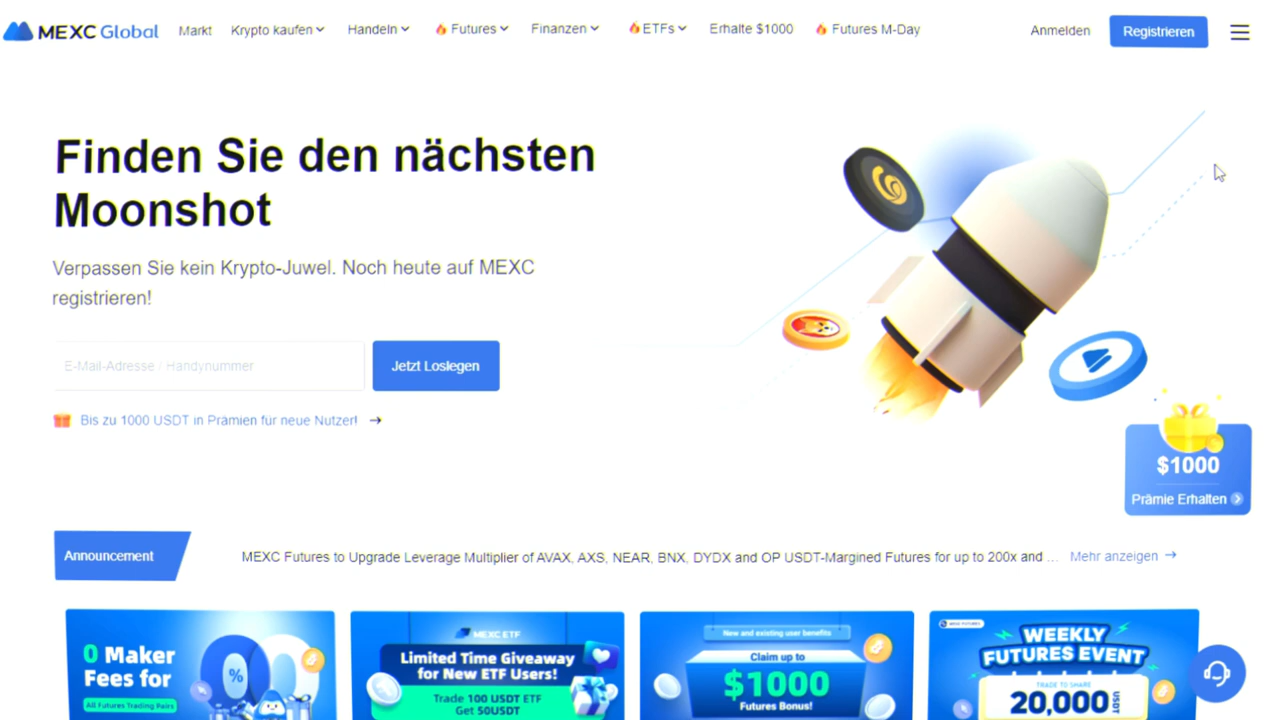 MEXC Global
Markt
Krypto kaufen
Handeln
Futures
Finanzen
ETFs
Erhalte $1000
Futures M-Day
Anmelden
Registrieren
Finden Sie den nächsten
Moonshot
Verpassen Sie kein Krypto-Juwel. Noch heute auf MEXC
registrieren!
E-Mail-Adresse / Handynummer
Jetzt Loslegen
Bis zu 1000 USDT in Prämien für neue Nutzer! →
$1000
Prämie Erhalten
Announcement
MEXC Futures to Upgrade Leverage Multiplier of AVAX, AXS, NEAR, BNX, DYDX and OP USDT-Margined Futures for up to 200x and ...
Mehr anzeigen →
0 Maker
Fees for
All Futures Trading Pairs
%
MEXC ETF
Limited Time Giveaway
for New ETF Users!
Trade 100 USDT ETF
Get 50USDT
New and existing user benefits
Claim up to
$1000
Futures Bonus!
MEXC FUTURES
WEEKLY
FUTURES EVENT
TRADE TO SHARE
20,000 USDT